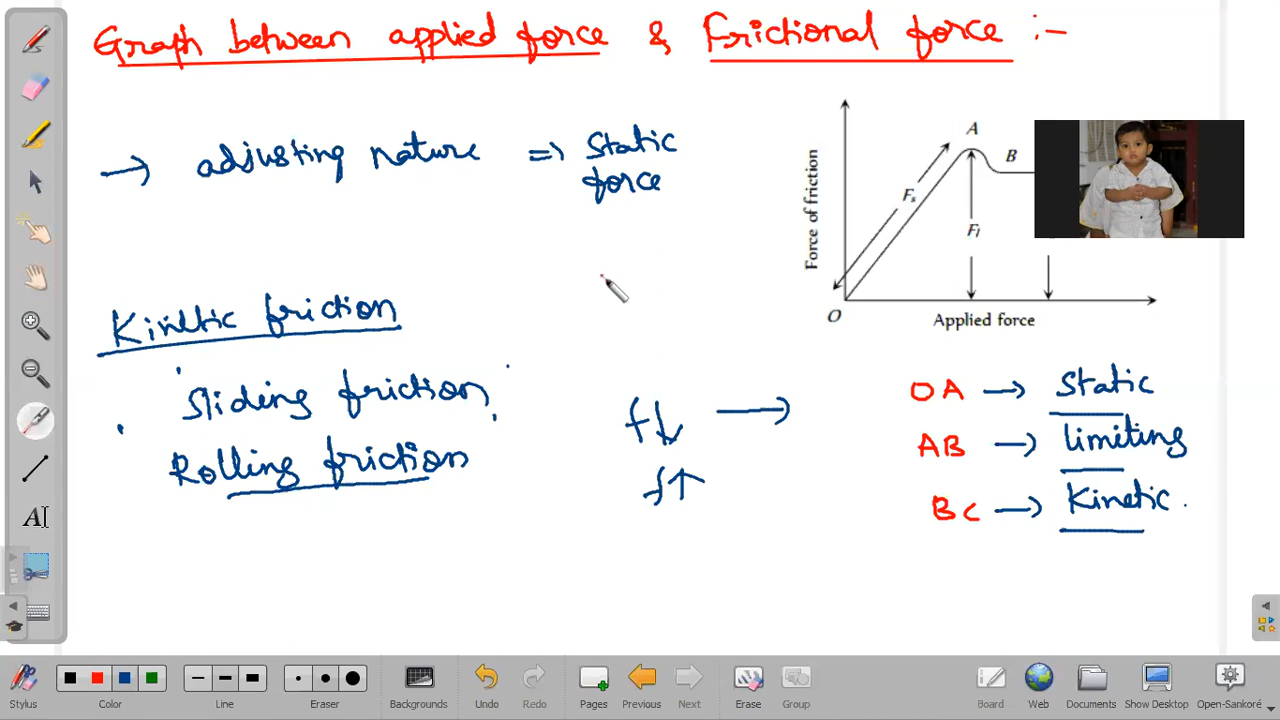 Graph between applied force & Frictional force :-
→ adjusting nature => Static force
A
B
Fs
Fl
Force of friction
O
Applied force
Kinetic friction
'Sliding friction'
Rolling friction
f↓ →
f↑
OA → Static
AB → limiting
BC → Kinetic.
A
Stylus
Color
Line
Eraser
Backgrounds
Undo
Redo
Pages
Previous
Next
Erase
Group
Board
Web
Documents
Show Desktop
Open-Sankoré